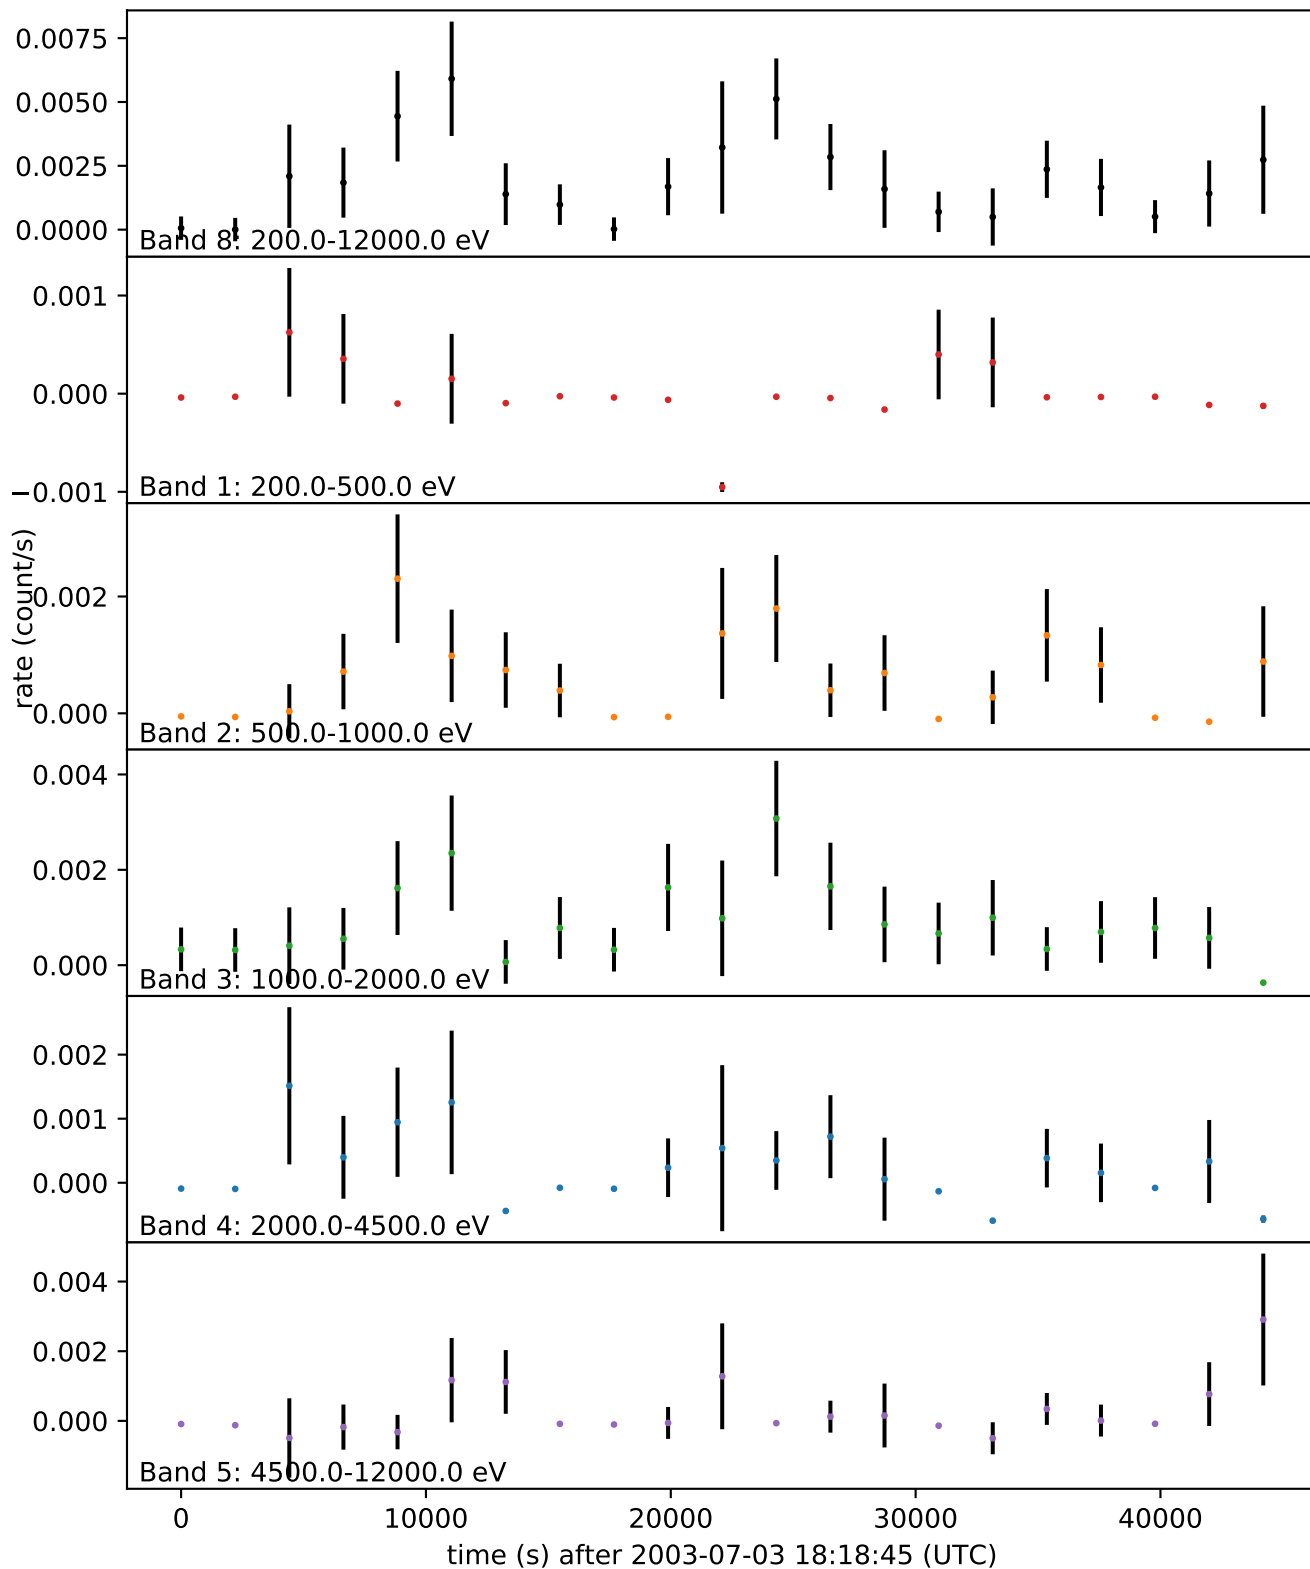 0.0075
0.0050
0.0025
0.0000
Band 8: 200.0-12000.0 eV
0.001
0.000
−0.001
Band 1: 200.0-500.0 eV
rate (count/s)
0.002
0.000
Band 2: 500.0-1000.0 eV
0.004
0.002
0.000
Band 3: 1000.0-2000.0 eV
0.002
0.001
0.000
Band 4: 2000.0-4500.0 eV
0.004
0.002
0.000
Band 5: 4500.0-12000.0 eV
0 10000 20000 30000 40000
time (s) after 2003-07-03 18:18:45 (UTC)